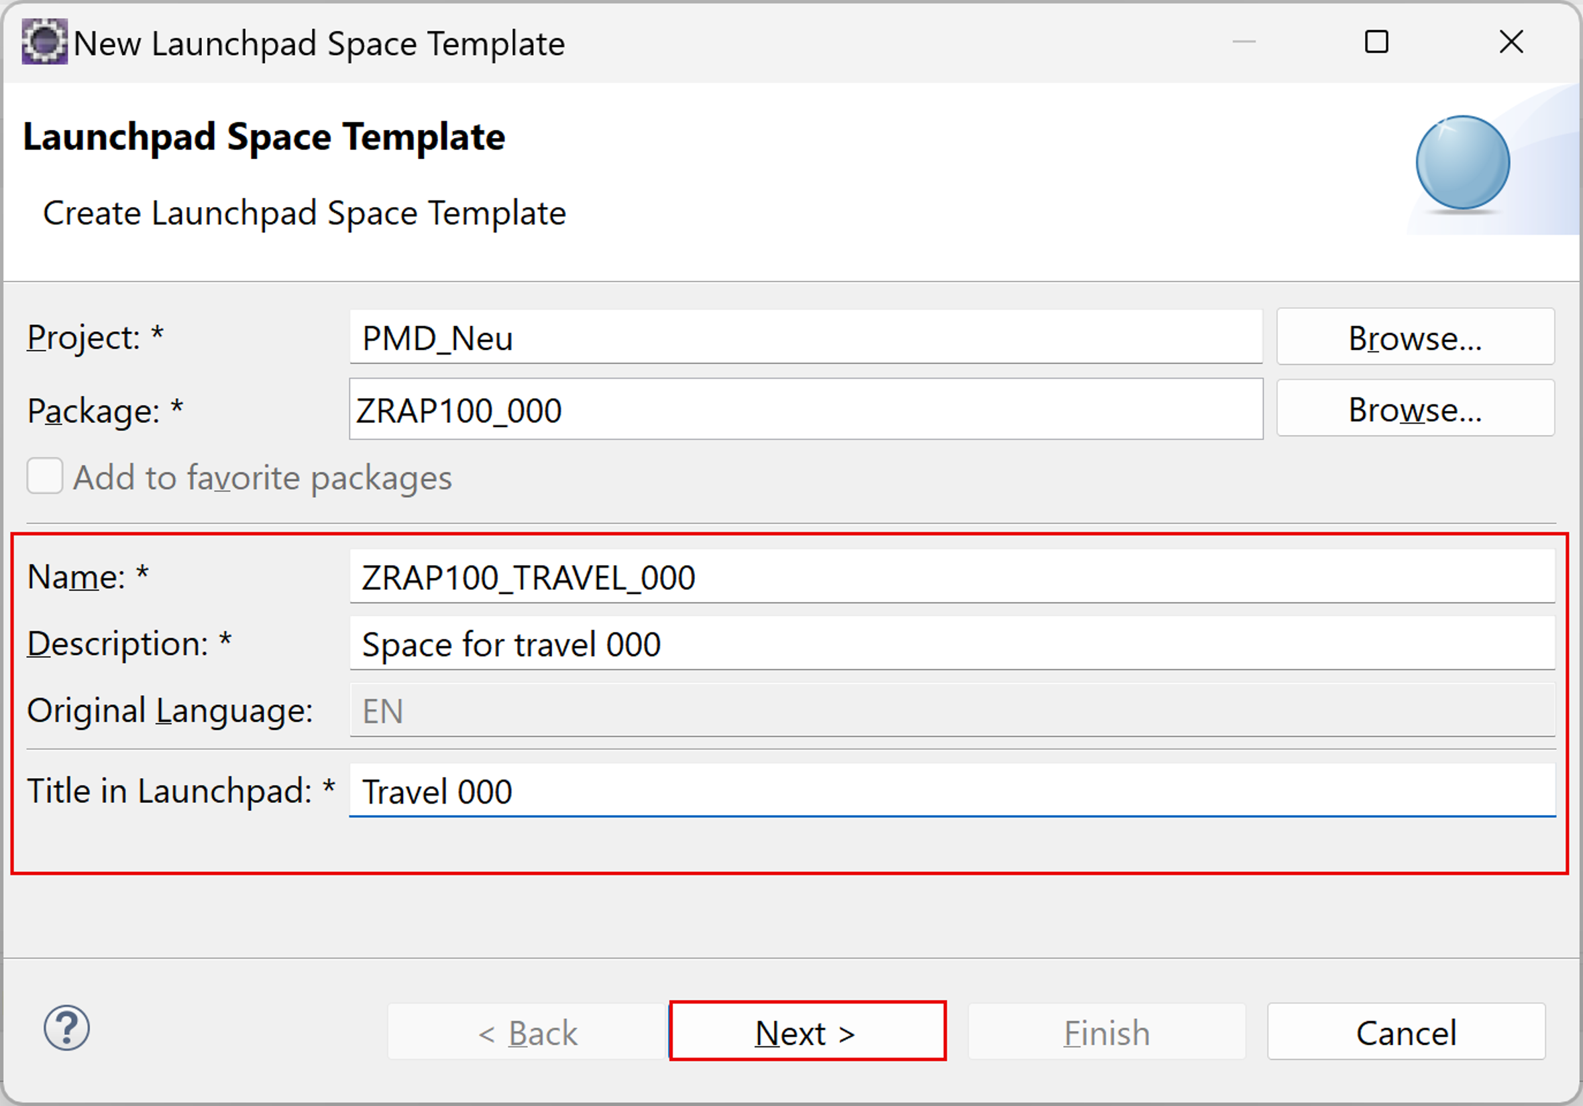 New Launchpad Space Template
Launchpad Space Template
Create Launchpad Space Template
Project: * PMD_Neu Browse...
Package: * ZRAP100_000 Browse...
Add to favorite packages
Name: * ZRAP100_TRAVEL_000
Description: * Space for travel 000
Original Language: EN
Title in Launchpad: * Travel 000
? < Back Next > Finish Cancel